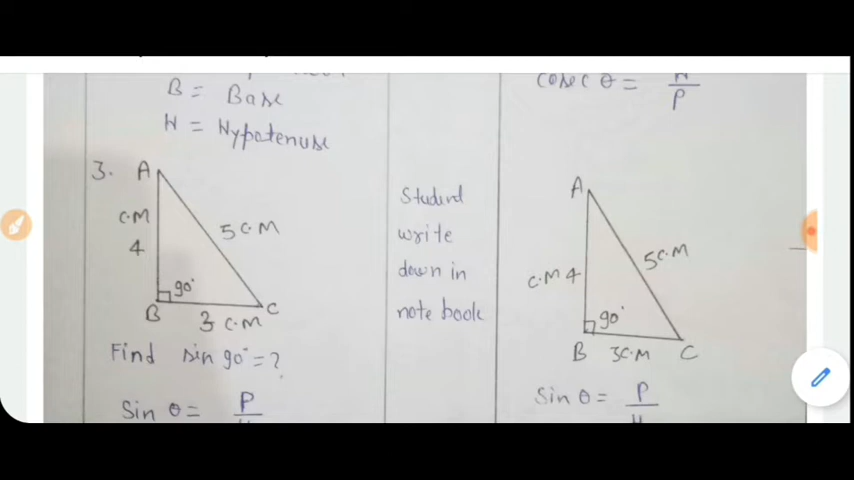 B = Base
H = Hypotenuse
3. A
C.M
4
5 C.M
90°
B
C
3 C.M
Find sin 90° = ?
Sin θ = P
Student
write
down in
note book
cosec θ = H
P
A
C.M 4
5C.M
90°
B
3C.M
C
Sin θ = P
H